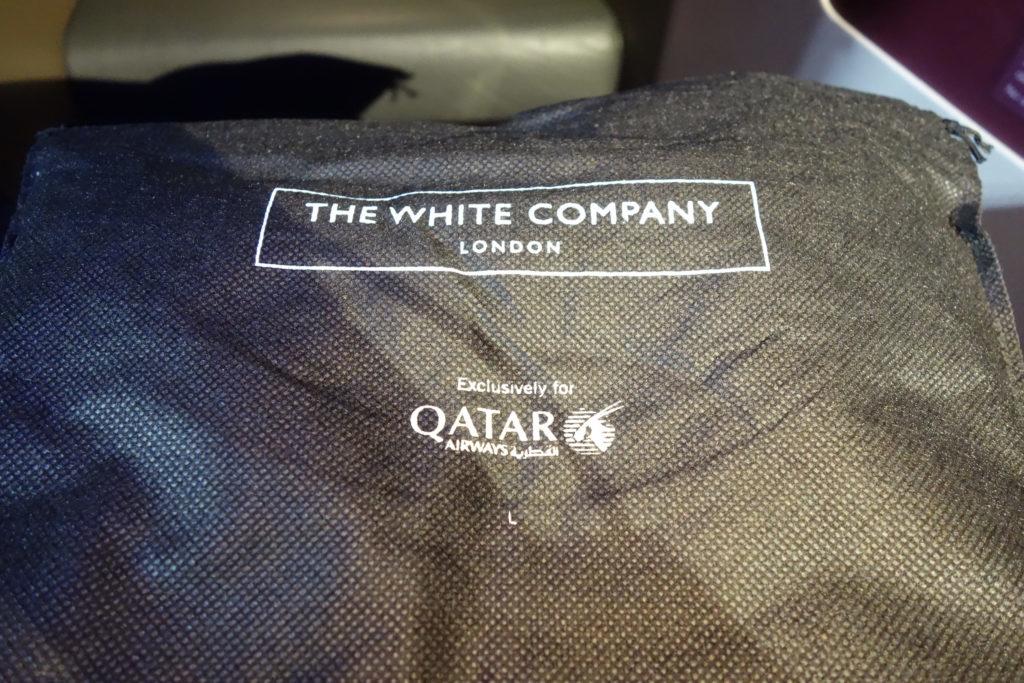 THE WHITE COMPANY
LONDON
Exclusively for
QATAR
AIRWAYS القطرية
L